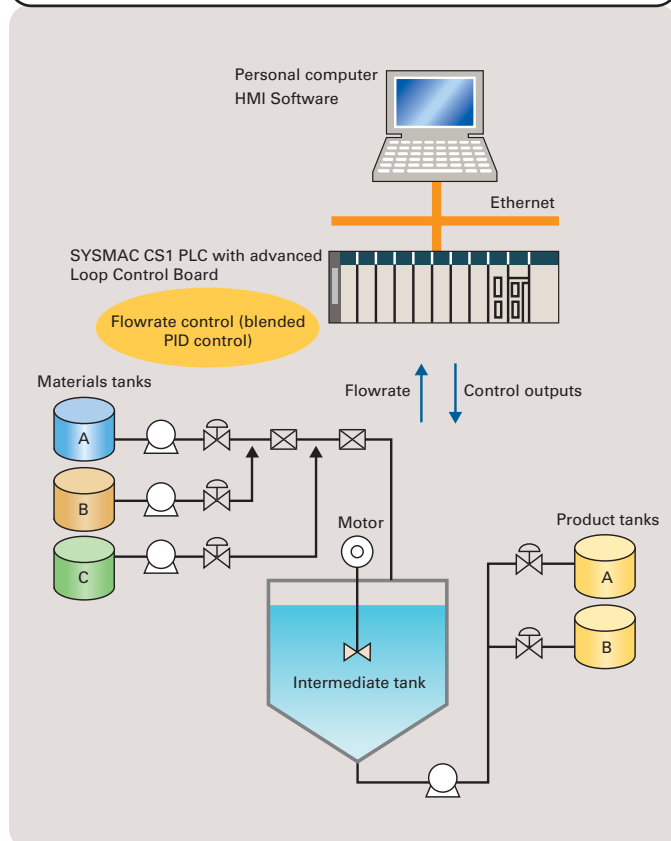 Personal computer
HMI Software
Ethernet
SYSMAC CS1 PLC with advanced
Loop Control Board
Flowrate control (blended
PID control)
Flowrate
Control outputs
Materials tanks
A
B
C
Motor
Product tanks
A
B
Intermediate tank